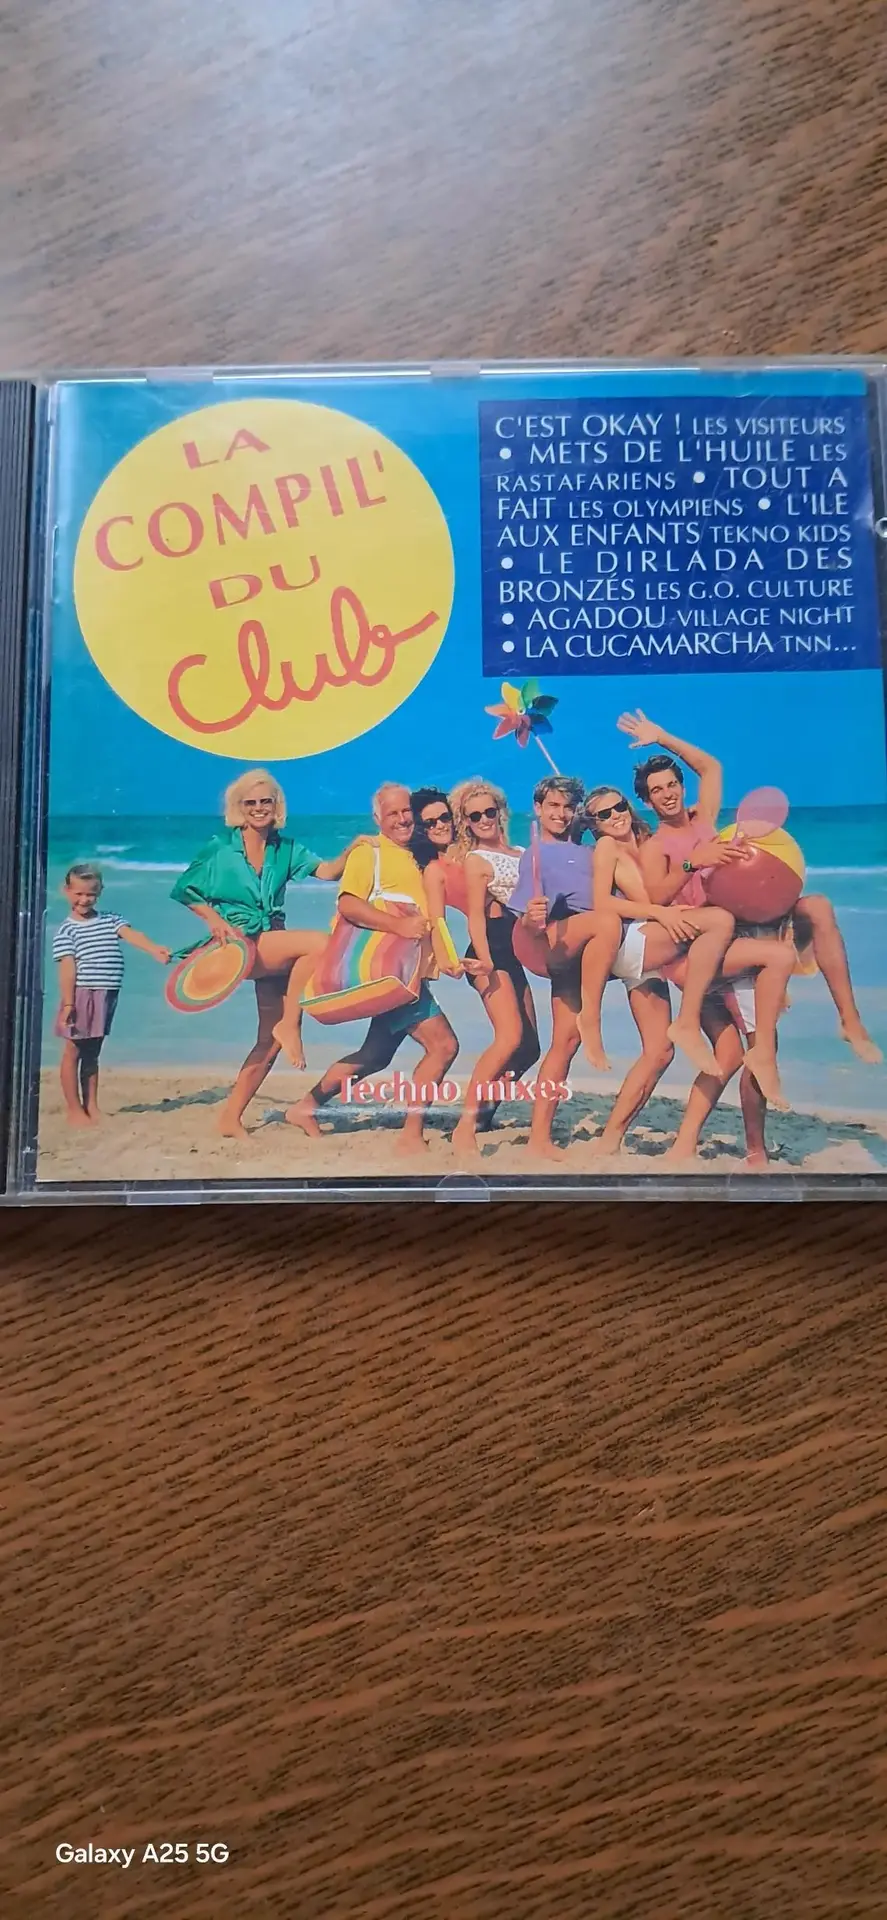 LA
COMPIL'
DU
Club
C'EST OKAY ! LES VISITEURS
• METS DE L'HUILE LES
RASTAFARIENS • TOUT A
FAIT LES OLYMPIENS • L'ILE
AUX ENFANTS TEKNO KIDS
• LE DIRLADA DES
BRONZÉS LES G.O. CULTURE
• AGADOU VILLAGE NIGHT
• LA CUCAMARCHA TNN...
Techno mixes
Galaxy A25 5G